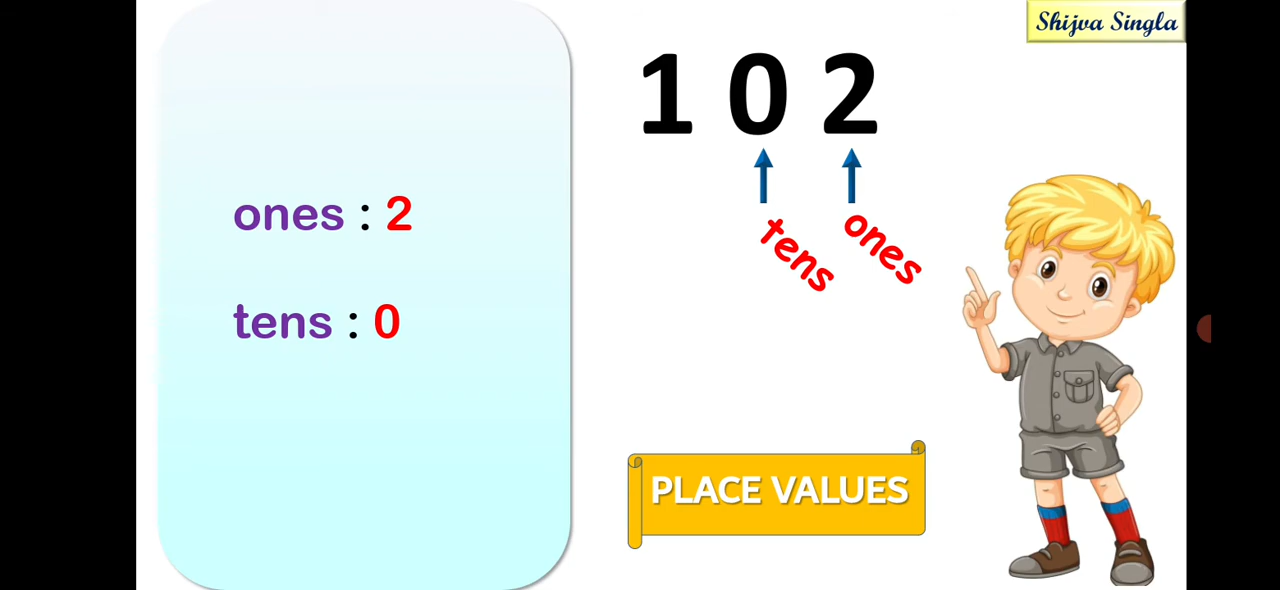 Shijva Singla
1 0 2
tens ones
ones : 2
tens : 0
PLACE VALUES